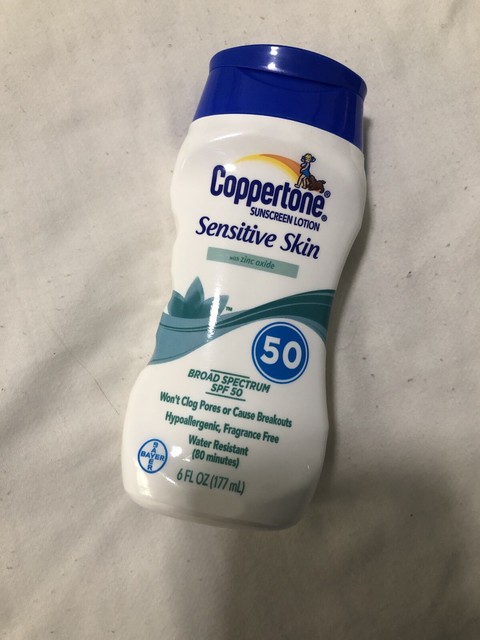 Coppertone®
SUNSCREEN LOTION
Sensitive Skin
with zinc oxide
™
50
BROAD SPECTRUM
SPF 50
Won't Clog Pores or Cause Breakouts
Hypoallergenic, Fragrance Free
Water Resistant
(80 minutes)
BAYER
BAYER
6 FL OZ (177 mL)